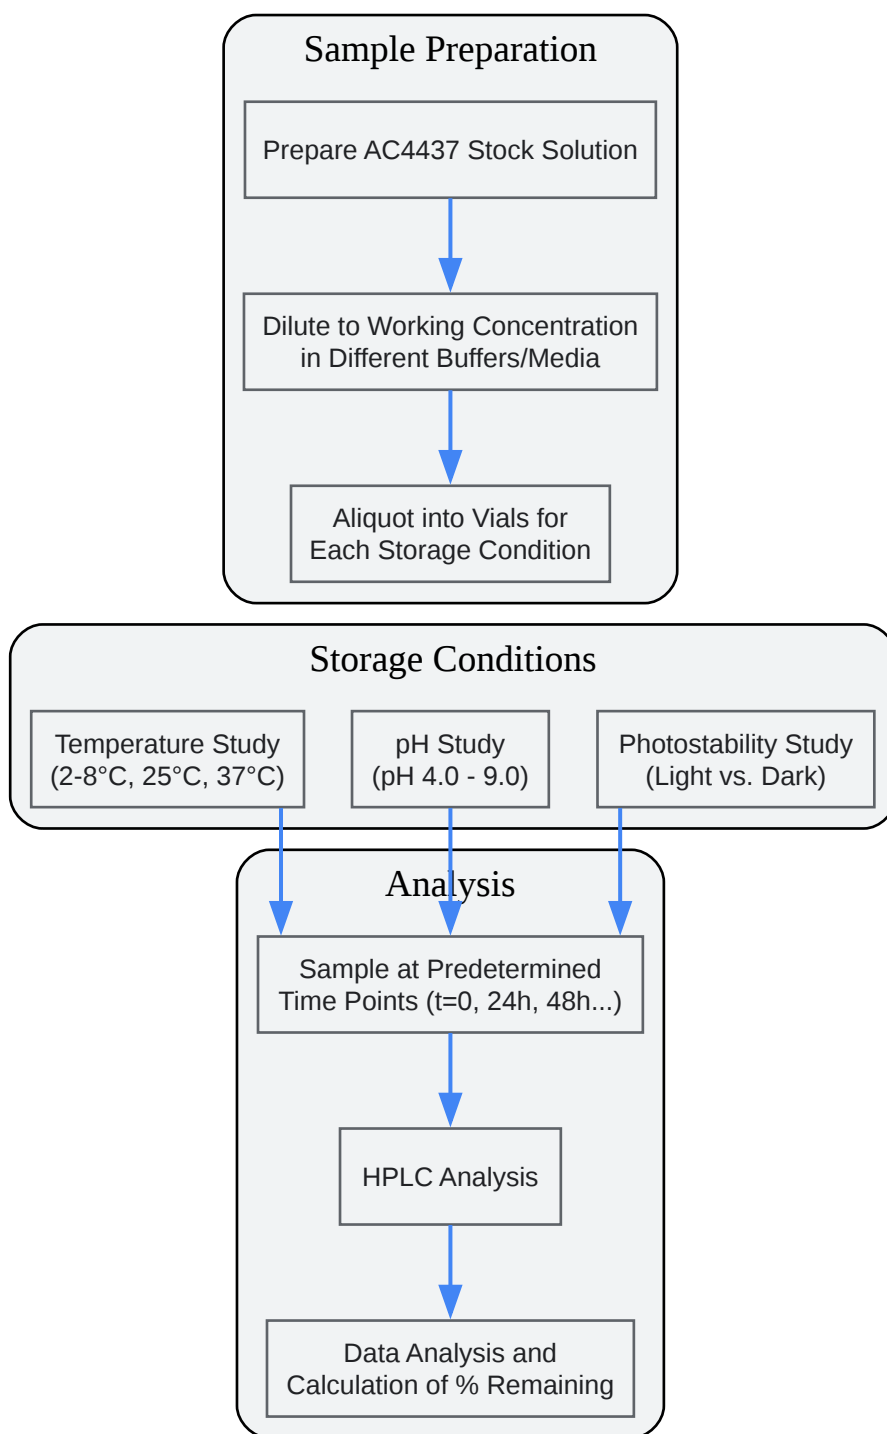 Sample Preparation
Prepare AC4437 Stock Solution
Dilute to Working Concentration
in Different Buffers/Media
Aliquot into Vials for
Each Storage Condition
Storage Conditions
Temperature Study
(2-8°C, 25°C, 37°C)
pH Study
(pH 4.0 - 9.0)
Photostability Study
(Light vs. Dark)
Analysis
Sample at Predetermined
Time Points (t=0, 24h, 48h...)
HPLC Analysis
Data Analysis and
Calculation of % Remaining